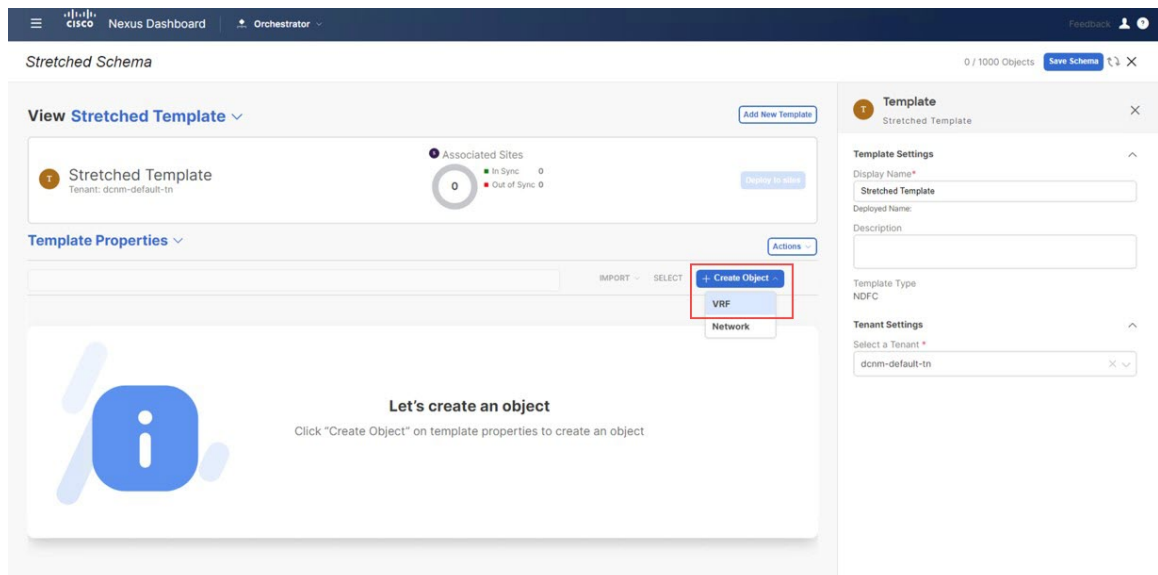 CISCO Nexus Dashboard Orchestrator Feedback
Stretched Schema 0 / 1000 Objects Save Schema
View Stretched Template Add New Template
Stretched Template
Tenant: dcnm-default-tn
Associated Sites
0
In Sync 0
Out of Sync 0
Deploy to sites
Template Properties Actions
IMPORT SELECT + Create Object
VRF
Network
Let's create an object
Click "Create Object" on template properties to create an object
T Template
Stretched Template
Template Settings
Display Name*
Stretched Template
Deployed Name:
Description
Template Type
NDFC
Tenant Settings
Select a Tenant *
dcnm-default-tn